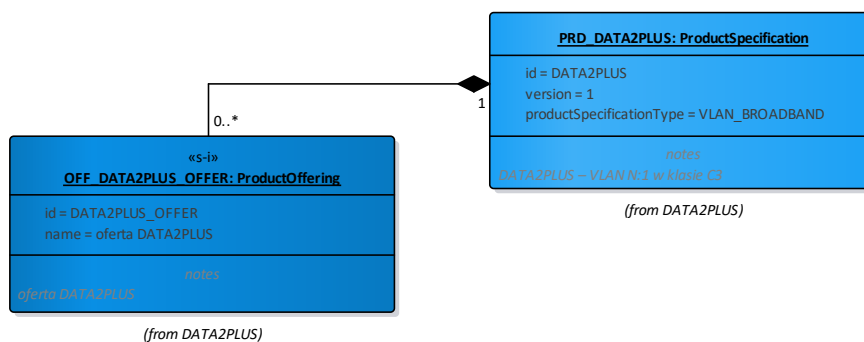 PRD_DATA2PLUS: ProductSpecification
id = DATA2PLUS
version = 1
productSpecificationType = VLAN_BROADBAND
notes
DATA2PLUS – VLAN N:1 w klasie C3
(from DATA2PLUS)
1
0..*
«s-i»
OFF_DATA2PLUS_OFFER: ProductOffering
id = DATA2PLUS_OFFER
name = oferta DATA2PLUS
notes
oferta DATA2PLUS
(from DATA2PLUS)